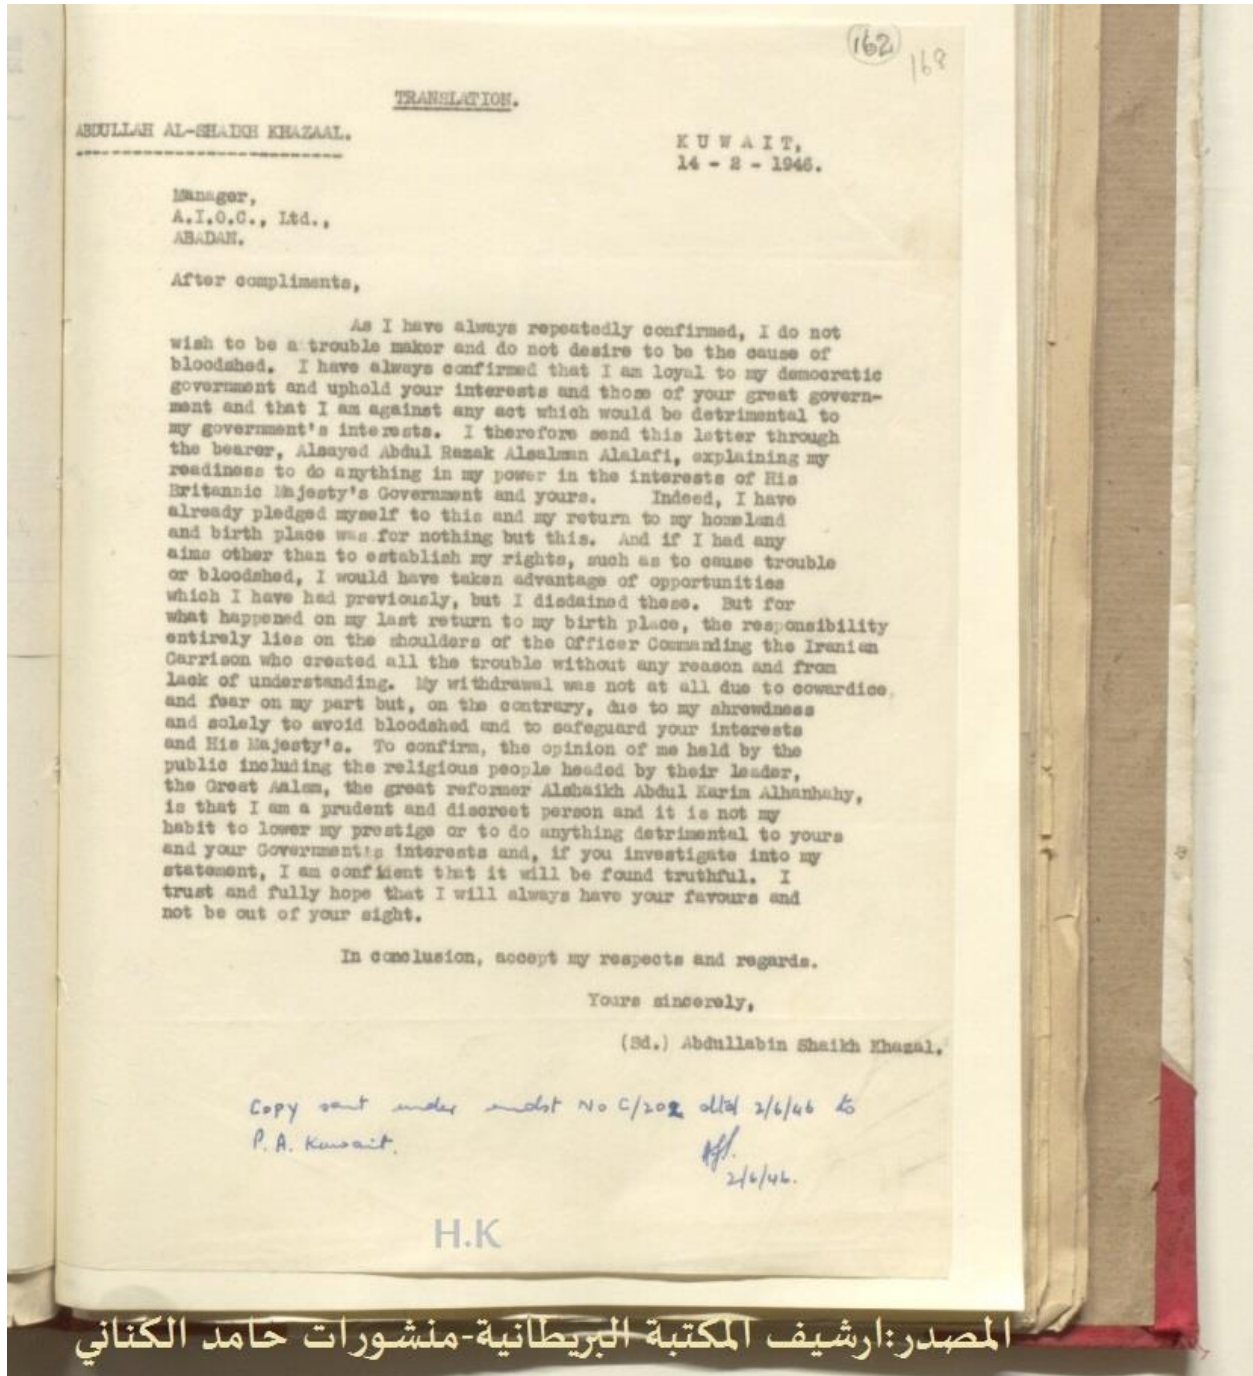 162
168
TRANSLATION.
ABDULLAH AL-SHAIKH KHAZAAL.
KUWAIT,
14 - 2 - 1946.
Manager,
A.I.O.C., Ltd.,
ABADAN.
After compliments,
As I have always repeatedly confirmed, I do not
wish to be a trouble maker and do not desire to be the cause of
bloodshed. I have always confirmed that I am loyal to my democratic
government and uphold your interests and those of your great govern-
ment and that I am against any act which would be detrimental to
my government's interests. I therefore send this letter through
the bearer, Alsayed Abdul Razak Alsalman Alalafi, explaining my
readiness to do anything in my power in the interests of His
Britannic Majesty's Government and yours. Indeed, I have
already pledged myself to this and my return to my homeland
and birth place was for nothing but this. And if I had any
aims other than to establish my rights, such as to cause trouble
or bloodshed, I would have taken advantage of opportunities
which I have had previously, but I disdained these. But for
what happened on my last return to my birth place, the responsibility
entirely lies on the shoulders of the Officer Commanding the Iranian
Garrison who created all the trouble without any reason and from
lack of understanding. My withdrawal was not at all due to cowardice
and fear on my part but, on the contrary, due to my shrewdness
and solely to avoid bloodshed and to safeguard your interests
and His Majesty's. To confirm, the opinion of me held by the
public including the religious people headed by their leader,
the Great Aalam, the great reformer Alshaikh Abdul Karim Alhanhahy,
is that I am a prudent and discreet person and it is not my
habit to lower my prestige or to do anything detrimental to yours
and your Government's interests and, if you investigate into my
statement, I am confident that it will be found truthful. I
trust and fully hope that I will always have your favours and
not be out of your sight.
In conclusion, accept my respects and regards.
Yours sincerely,
(Sd.) Abdullabin Shaikh Khazal.
Copy sent under endst No C/202 dtd 2/6/46 to
P.A. Kuwait.
2/6/46.
H.K
المصدر:ارشيف المكتبة البريطانية-منشورات حامد الكناني